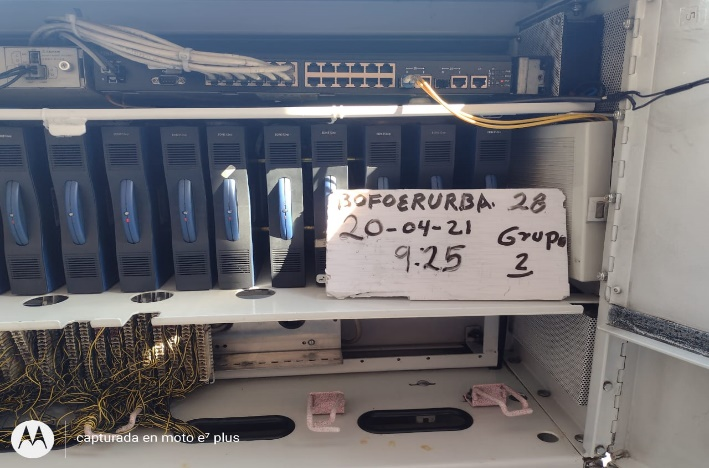 BOFOERURBA. 28
20-04-21
Grupo
9:25
2
capturada en moto e⁷ plus